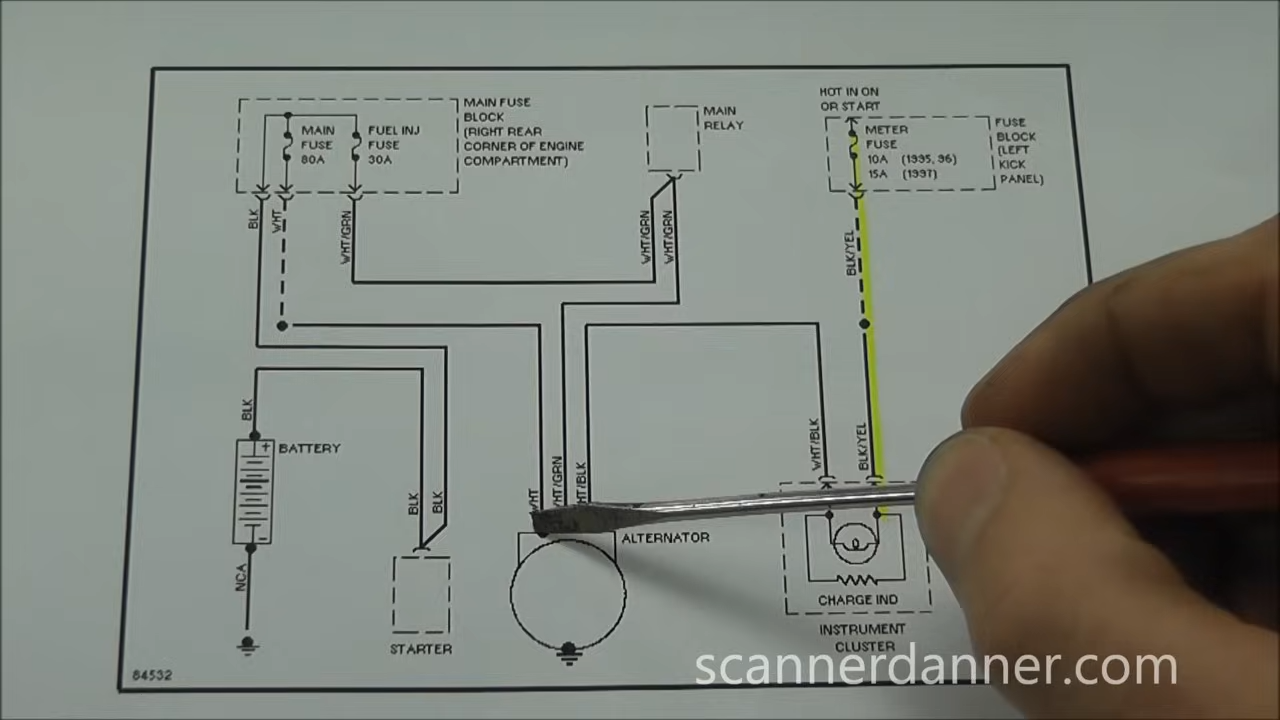 HOT IN ON
OR START
MAIN FUSE
BLOCK
(RIGHT REAR
CORNER OF ENGINE
COMPARTMENT)
MAIN
FUSE
80A
FUEL INJ
FUSE
30A
MAIN
RELAY
METER
FUSE
10A (1995, 96)
15A (1997)
FUSE
BLOCK
(LEFT
KICK
PANEL)
BLK
WHT
WHT/GRN
WHT/GRN
WHT/GRN
BLK/YEL
BLK
BATTERY
BLK
BLK
WHT
WHT/GRN
WHT/BLK
WHT/BLK
BLK/YEL
ALTERNATOR
NCA
CHARGE IND
STARTER
INSTRUMENT
CLUSTER
84532
scannerdanner.com